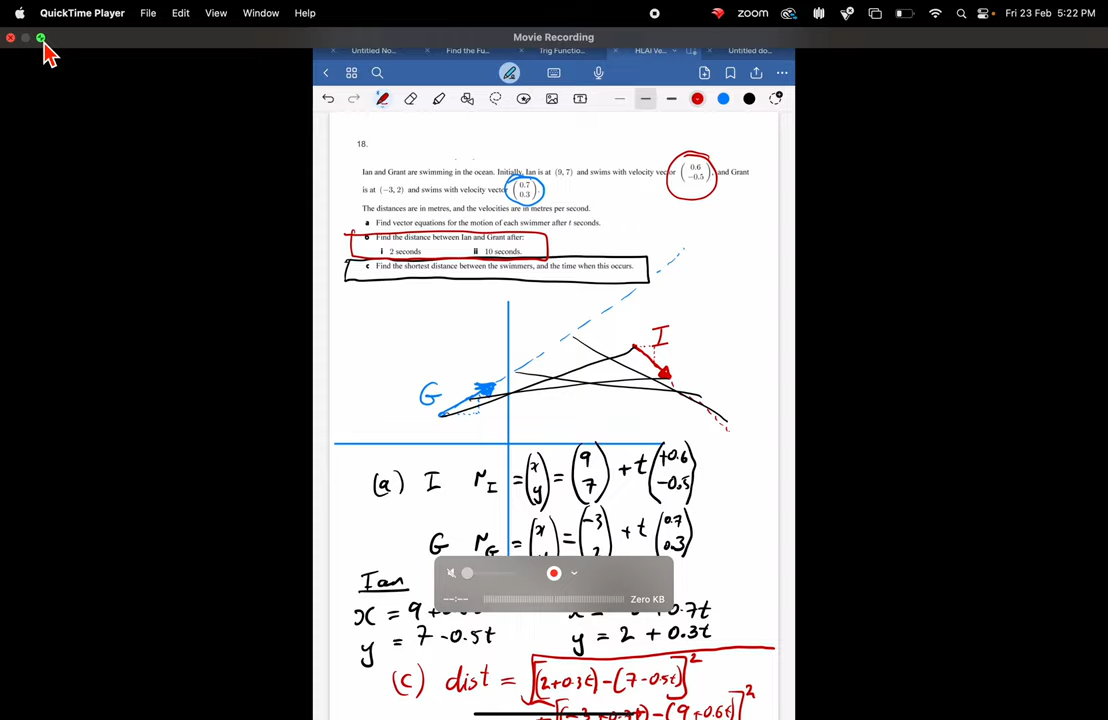 QuickTime Player File Edit View Window Help zoom Fri 23 Feb 5:22 PM
Movie Recording
Untitled No... Find the Fu... Trig Functio... HLAI Ve... Untitled do...
18.
Ian and Grant are swimming in the ocean. Initially, Ian is at (9, 7) and swims with velocity vector (0.6 -0.5), and Grant
is at (−3, 2) and swims with velocity vector (0.7 0.3).
The distances are in metres, and the velocities are in metres per second.
a Find vector equations for the motion of each swimmer after t seconds.
b Find the distance between Ian and Grant after:
i 2 seconds ii 10 seconds.
c Find the shortest distance between the swimmers, and the time when this occurs.
I
G
(a) I r_I = (x y) = (9 7) + t (+0.6 -0.5)
G r_G = (x = (-3 + t (0.7 0.3)
--:-- Zero KB
Ian
x = 9 + 0.7t
y = 7 - 0.5t y = 2 + 0.3t
(c) dist = √[(2+0.3t) - (7-0.5t)]²
- (9+0.6t)]²